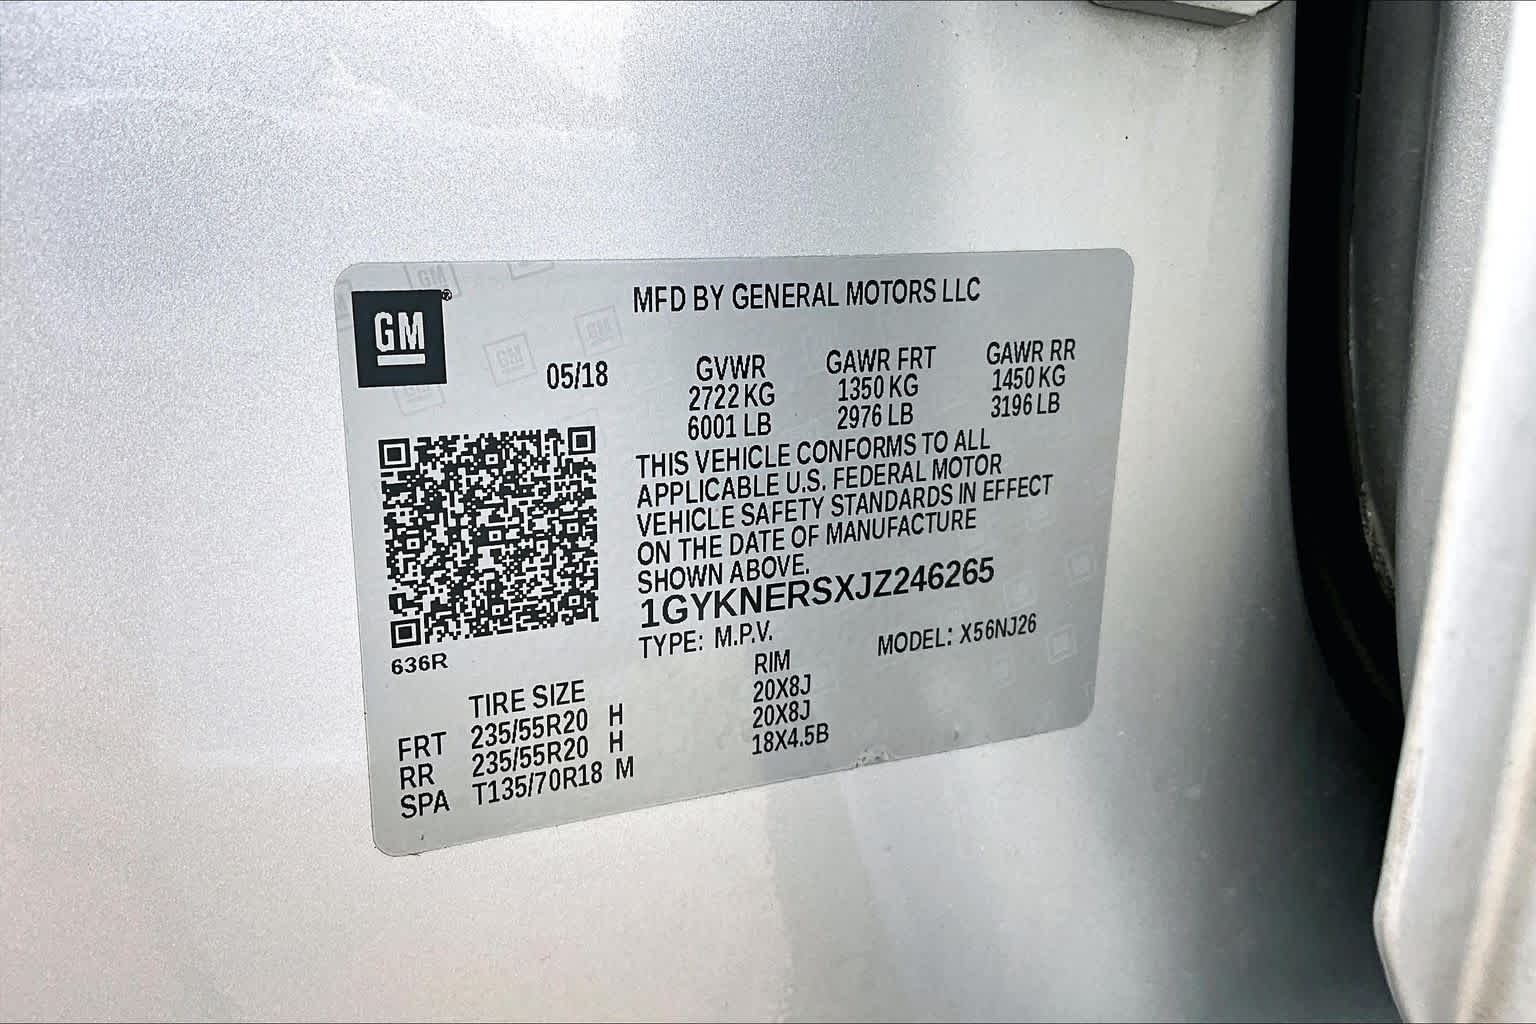 GM®
MFD BY GENERAL MOTORS LLC
05/18
GVWR GAWR FRT GAWR RR
2722 KG 1350 KG 1450 KG
6001 LB 2976 LB 3196 LB
THIS VEHICLE CONFORMS TO ALL
APPLICABLE U.S. FEDERAL MOTOR
VEHICLE SAFETY STANDARDS IN EFFECT
ON THE DATE OF MANUFACTURE
SHOWN ABOVE.
1GYKNERSXJZ246265
TYPE: M.P.V. MODEL: X56NJ26
636R
TIRE SIZE RIM
FRT 235/55R20 H 20X8J
RR 235/55R20 H 20X8J
SPA T135/70R18 M 18X4.5B